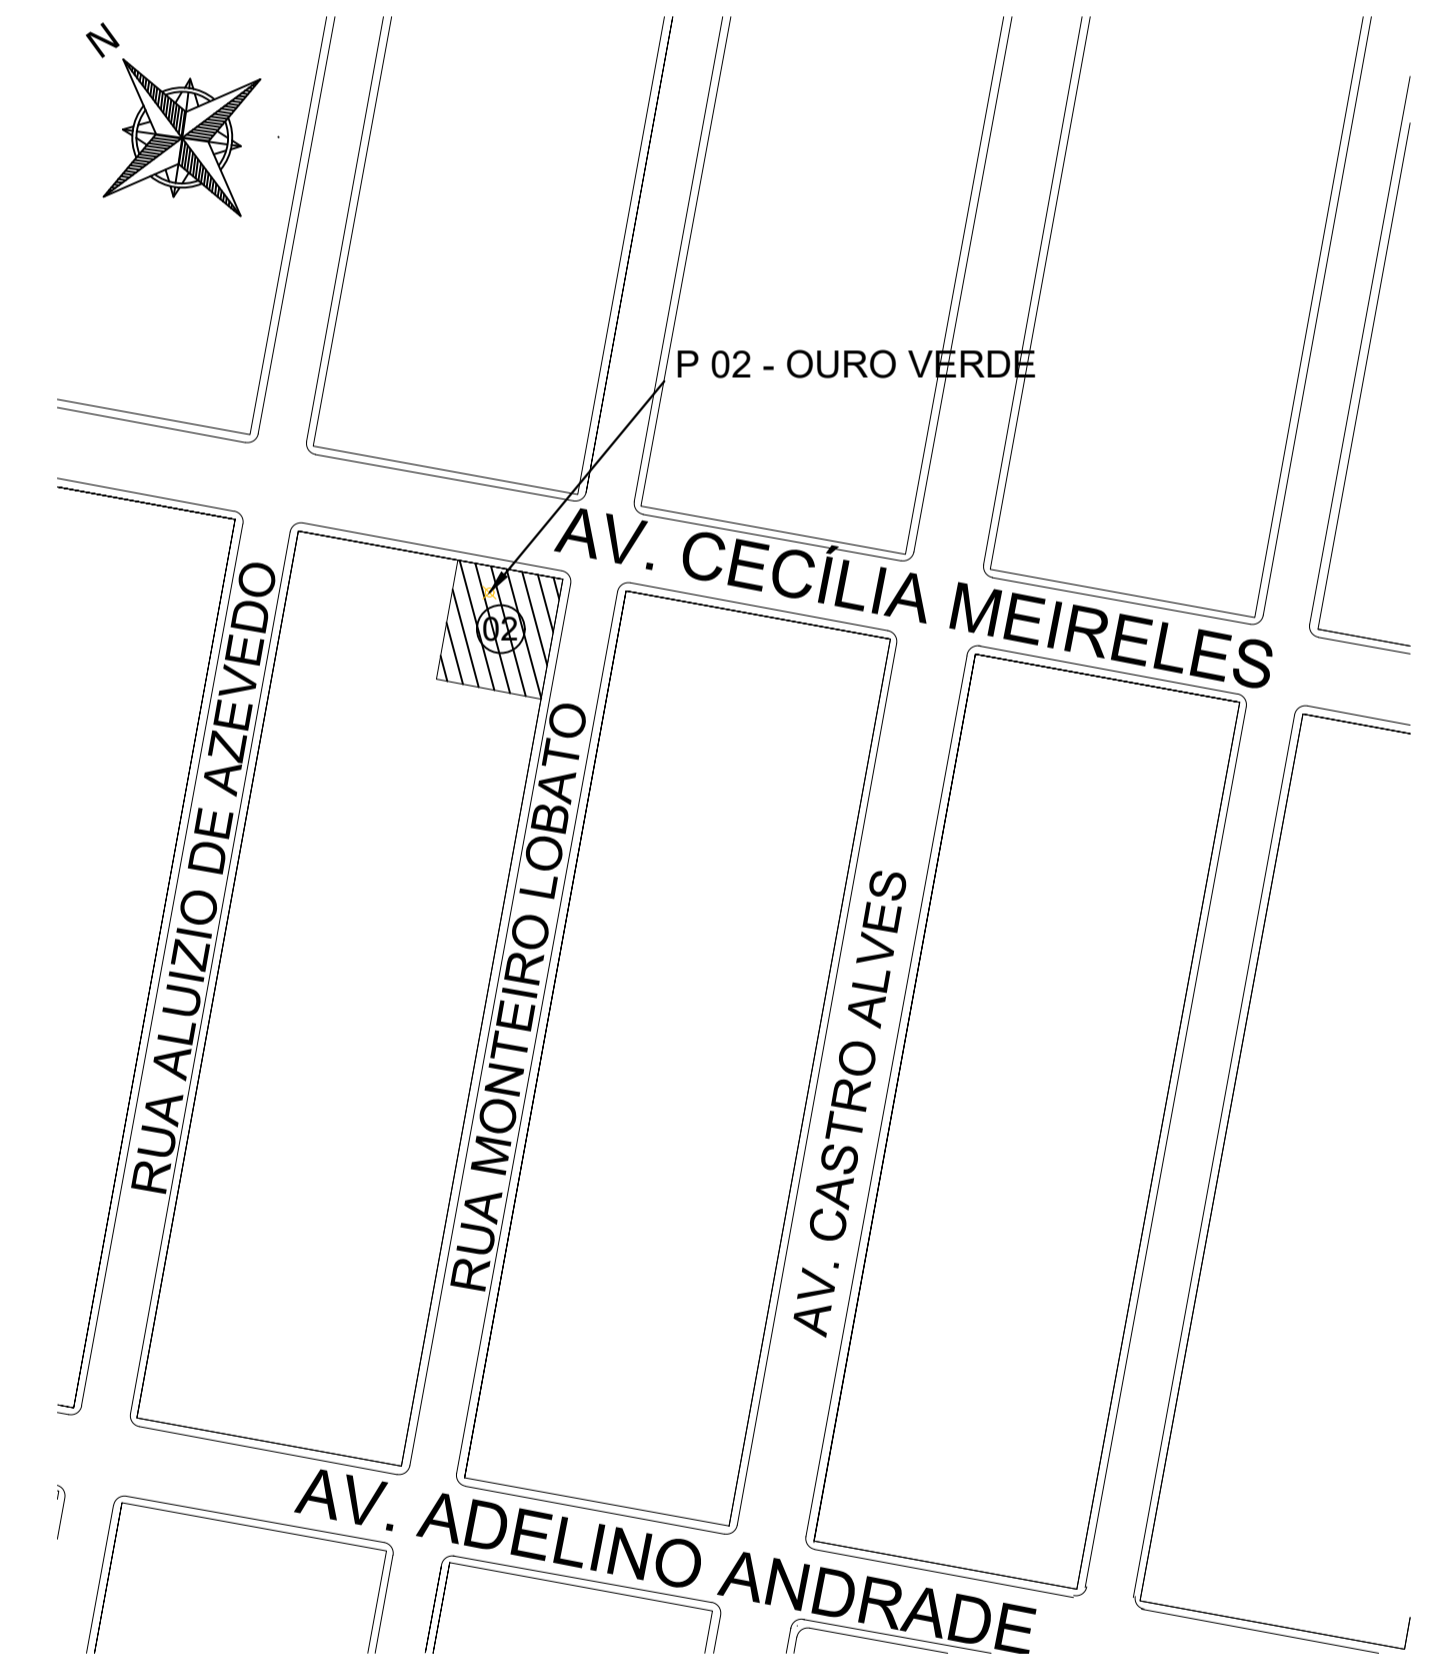 N
P 02 - OURO VERDE
AV. CECÍLIA MEIRELES
02
RUA ALUIZIO DE AZEVEDO
RUA MONTEIRO LOBATO
AV. CASTRO ALVES
AV. ADELINO ANDRADE